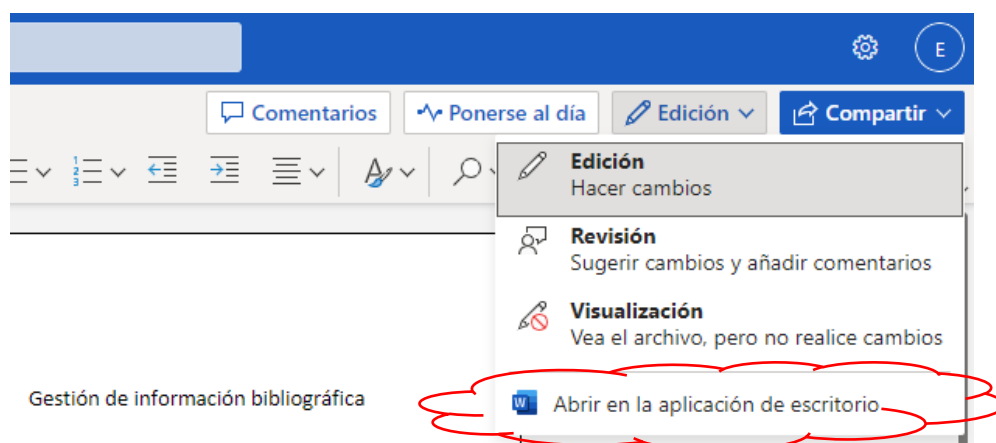 E
Comentarios
Ponerse al día
Edición
Compartir
Edición
Hacer cambios
Revisión
Sugerir cambios y añadir comentarios
Visualización
Vea el archivo, pero no realice cambios
Gestión de información bibliográfica
Abrir en la aplicación de escritorio